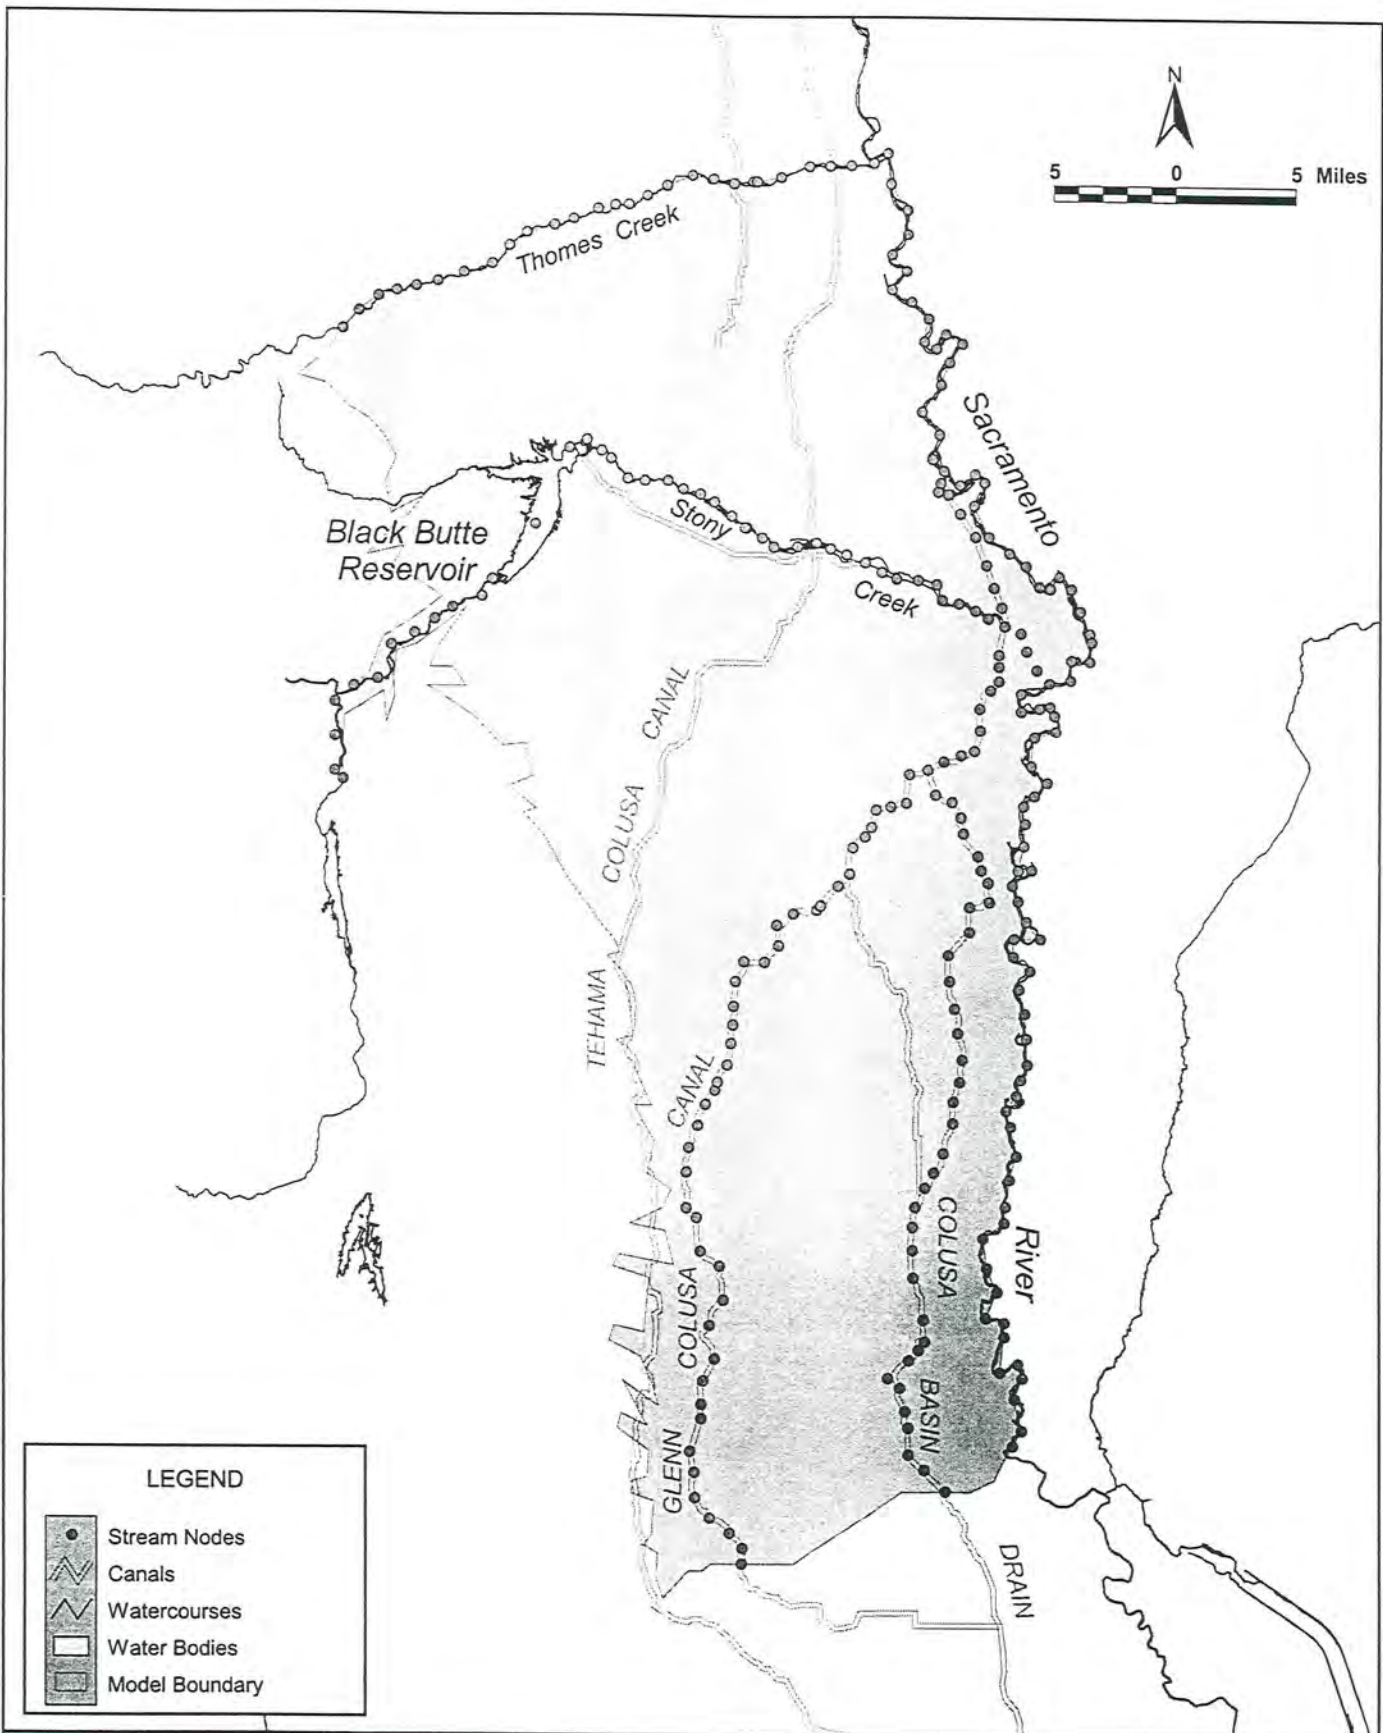 N
5 0 5 Miles
Thomes Creek
Sacramento
Black Butte
Reservoir
Stony
Creek
CANAL
COLUSA
TEHAMA
CANAL
COLUSA
GLENN
COLUSA
BASIN
DRAIN
River
LEGEND
Stream Nodes
Canals
Watercourses
Water Bodies
Model Boundary